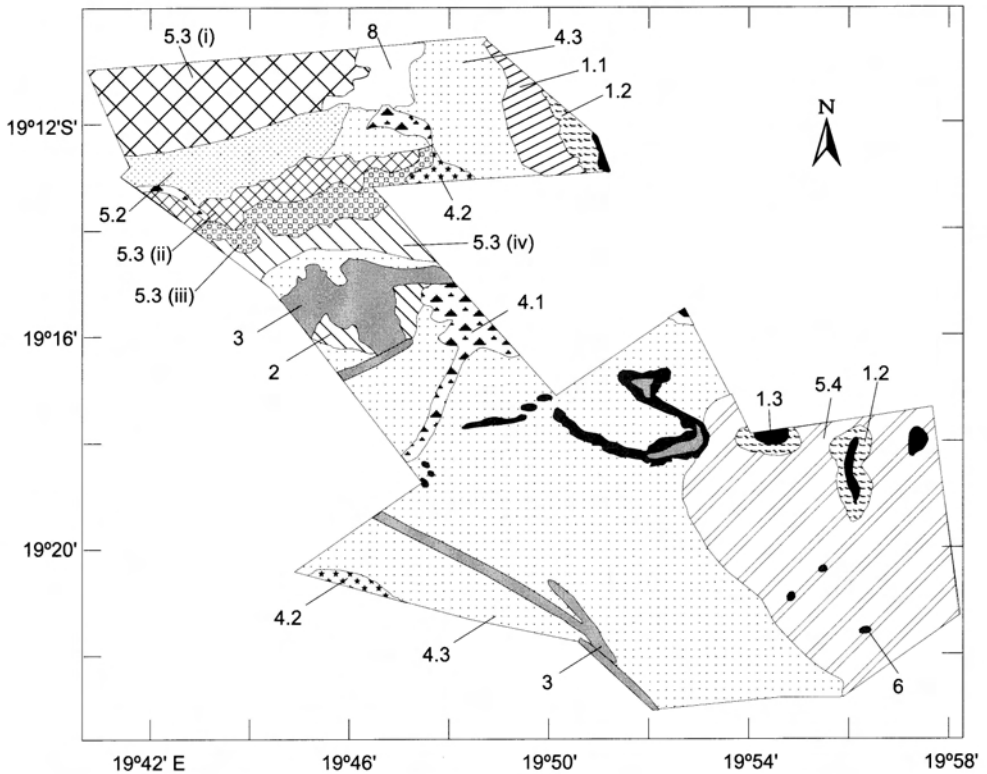 5.3 (i)
8
4.3
1.1
1.2
N
19º12'S'
4.2
5.2
5.3 (ii)
5.3 (iv)
5.3 (iii)
4.1
3
19º16'
2
1.3
5.4
1.2
19º20'
4.2
4.3
3
6
19º42' E
19º46'
19º50'
19º54'
19º58'